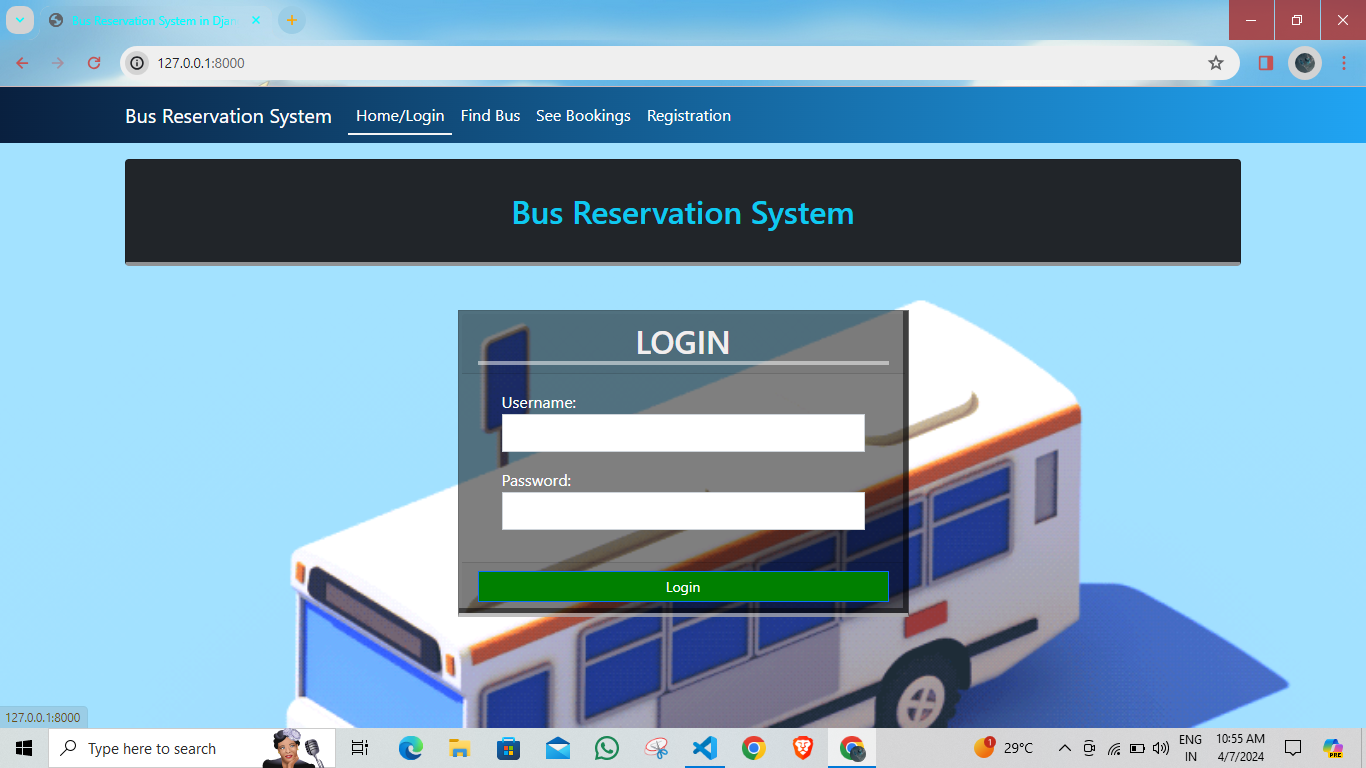 Bus Reservation System in Djan
127.0.0.1:8000
Bus Reservation System Home/Login Find Bus See Bookings Registration
Bus Reservation System
LOGIN
Username:
Password:
Login
127.0.0.1:8000
Type here to search
1
29°C
ENG
IN
10:55 AM
4/7/2024
PRE